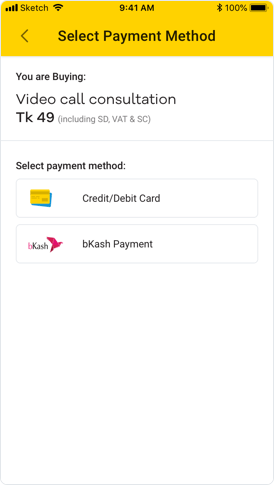 Sketch 9:41 AM 100%
Select Payment Method
You are Buying:
Video call consultation
Tk 49 (including SD, VAT & SC)
Select payment method:
Credit/Debit Card
bKash bKash Payment